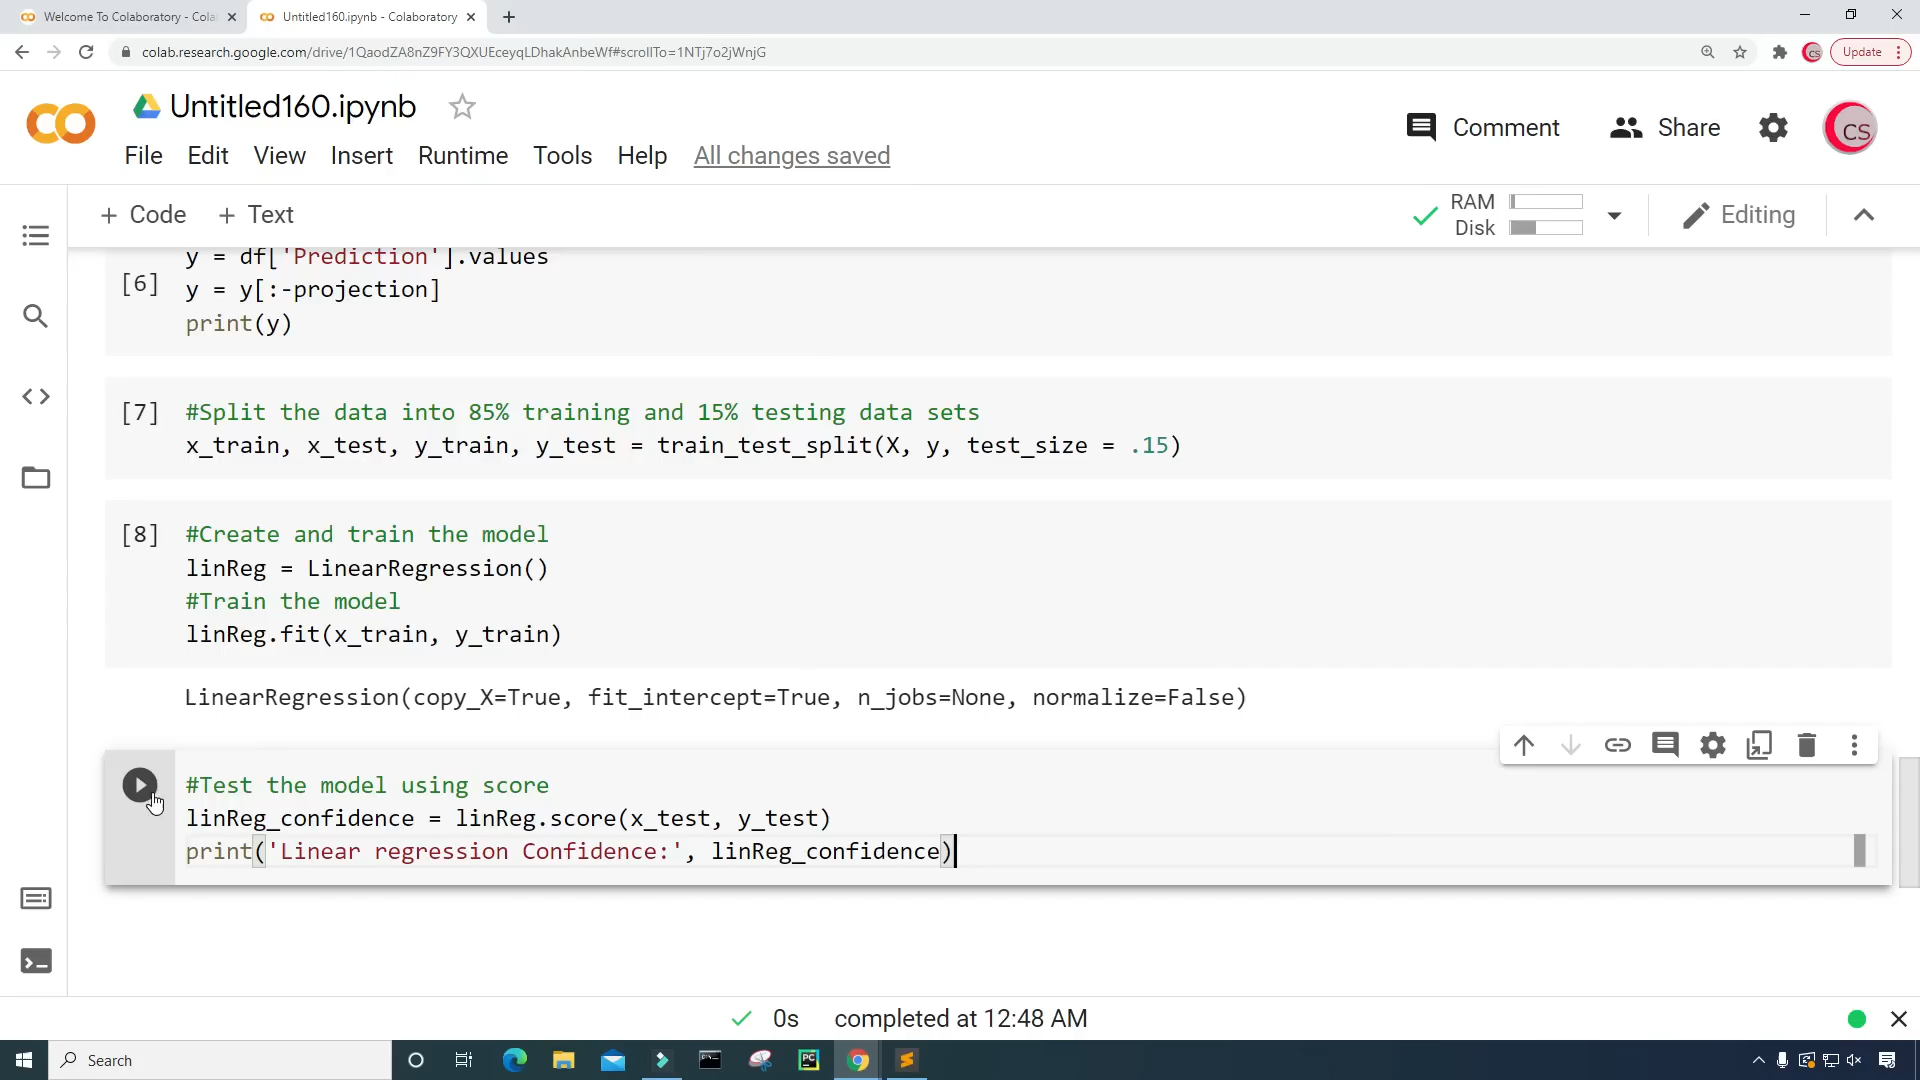 Welcome To Colaboratory - Cola
Untitled160.ipynb - Colaboratory
colab.research.google.com/drive/1QaodZA8nZ9FY3QXUEceyqLDhakAnbeWf#scrollTo=1NTj7o2jWnjG
CS
Update
Untitled160.ipynb
Comment
Share
CS
File Edit View Insert Runtime Tools Help All changes saved
+ Code + Text
RAM
Disk
Editing
y = df['Prediction'].values
[6]
y = y[:-projection]
print(y)
[7] #Split the data into 85% training and 15% testing data sets
x_train, x_test, y_train, y_test = train_test_split(X, y, test_size = .15)
[8] #Create and train the model
linReg = LinearRegression()
#Train the model
linReg.fit(x_train, y_train)
LinearRegression(copy_X=True, fit_intercept=True, n_jobs=None, normalize=False)
#Test the model using score
linReg_confidence = linReg.score(x_test, y_test)
print('Linear regression Confidence:', linReg_confidence)
0s completed at 12:48 AM
Search
PC